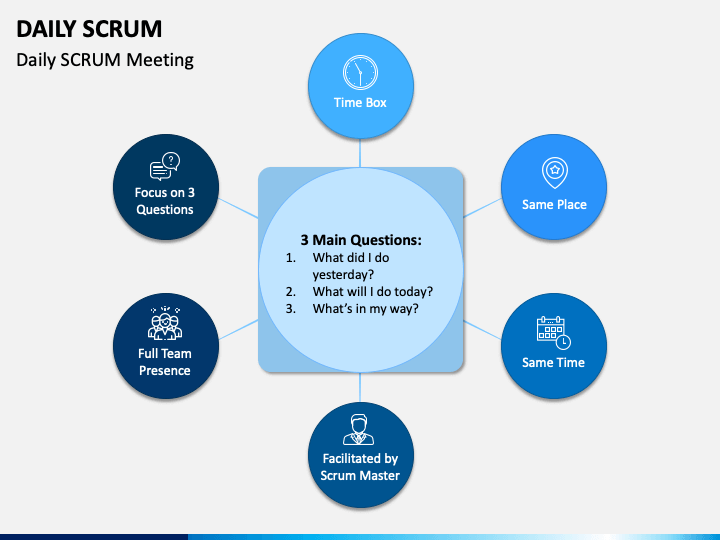 DAILY SCRUM
Daily SCRUM Meeting
Time Box
Focus on 3
Questions
Same Place
3 Main Questions:
1. What did I do
yesterday?
2. What will I do today?
3. What's in my way?
Full Team
Presence
Same Time
Facilitated by
Scrum Master